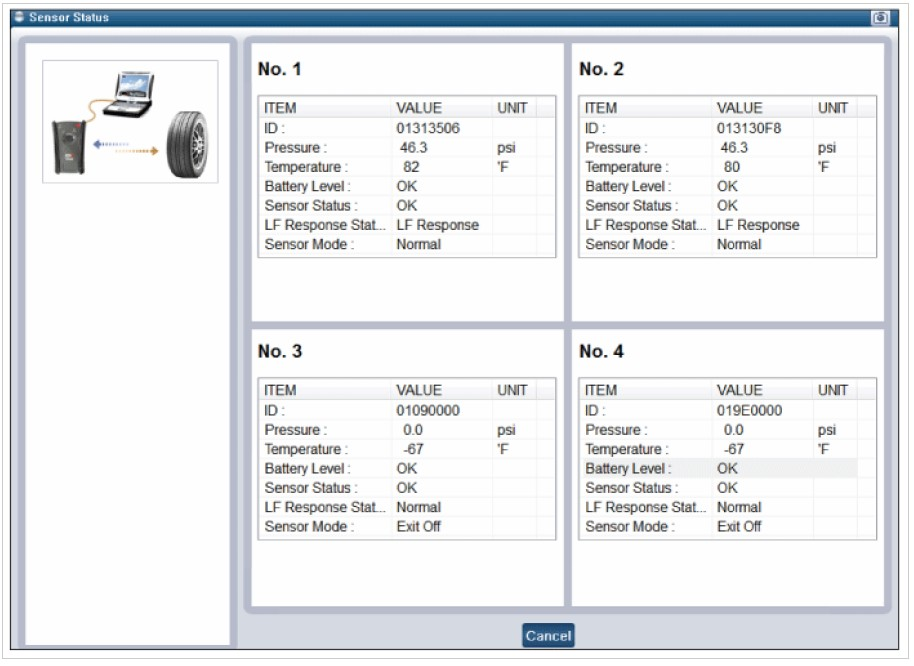 Sensor Status
No. 1
ITEM VALUE UNIT
ID : 01313506
Pressure : 46.3 psi
Temperature : 82 'F
Battery Level : OK
Sensor Status : OK
LF Response Stat... LF Response
Sensor Mode : Normal
No. 2
ITEM VALUE UNIT
ID : 013130F8
Pressure : 46.3 psi
Temperature : 80 'F
Battery Level : OK
Sensor Status : OK
LF Response Stat... LF Response
Sensor Mode : Normal
No. 3
ITEM VALUE UNIT
ID : 01090000
Pressure : 0.0 psi
Temperature : -67 'F
Battery Level : OK
Sensor Status : OK
LF Response Stat... Normal
Sensor Mode : Exit Off
No. 4
ITEM VALUE UNIT
ID : 019E0000
Pressure : 0.0 psi
Temperature : -67 'F
Battery Level : OK
Sensor Status : OK
LF Response Stat... Normal
Sensor Mode : Exit Off
Cancel